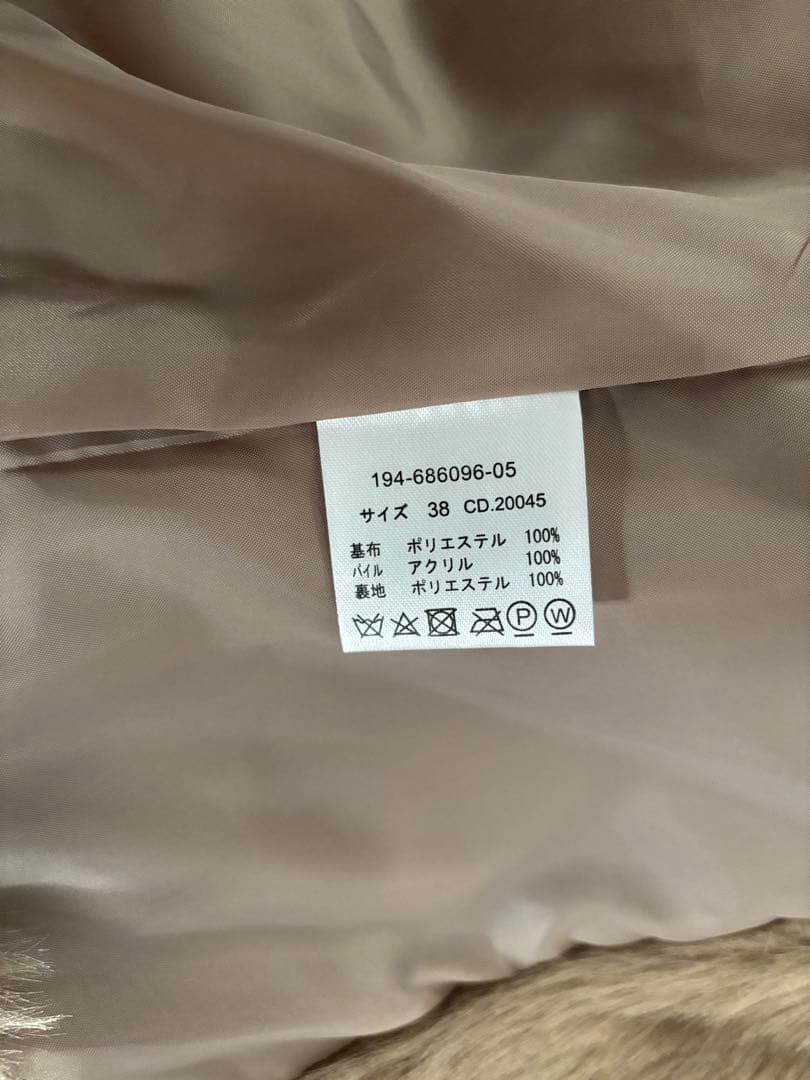 194-686096-05
サイズ 38 CD.20045
基布 ポリエステル 100%
パイル アクリル 100%
裏地 ポリエステル 100%
P W